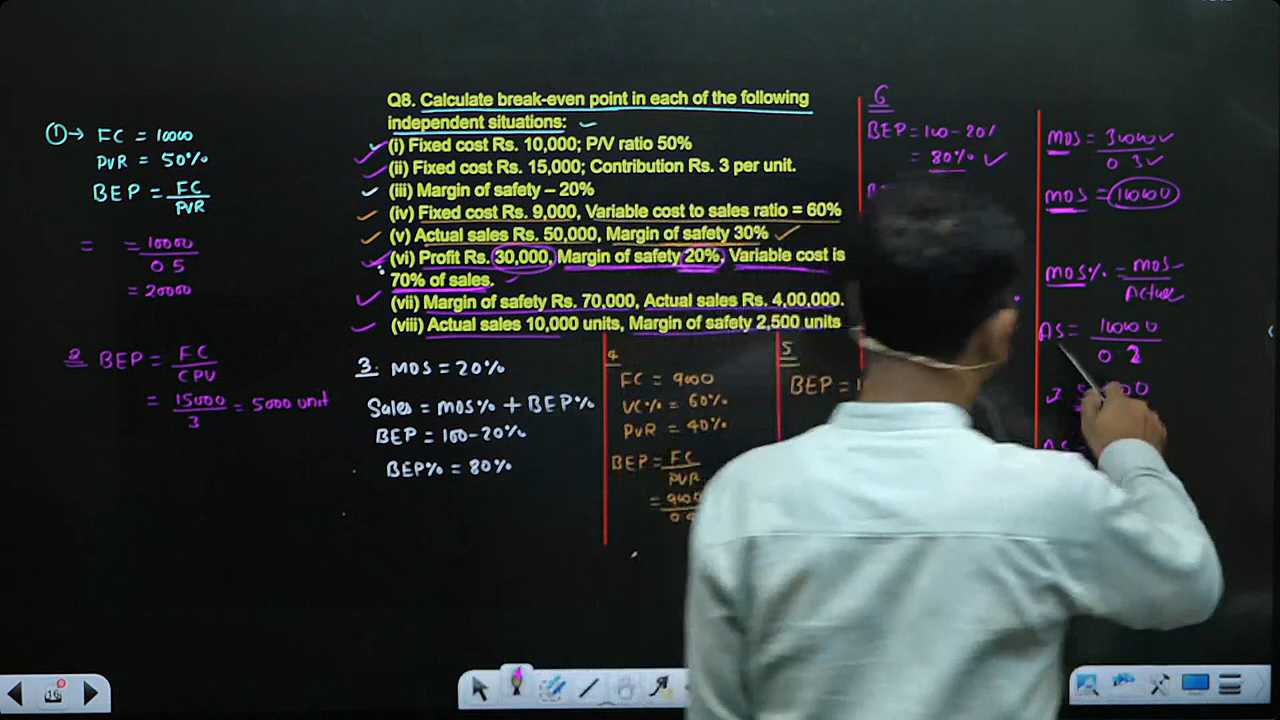 Q8. Calculate break-even point in each of the following
independent situations:
(i) Fixed cost Rs. 10,000; P/V ratio 50%
(ii) Fixed cost Rs. 15,000; Contribution Rs. 3 per unit.
(iii) Margin of safety – 20%
(iv) Fixed cost Rs. 9,000, Variable cost to sales ratio = 60%
(v) Actual sales Rs. 50,000, Margin of safety 30%
(vi) Profit Rs. 30,000, Margin of safety 20%, Variable cost is
70% of sales.
(vii) Margin of safety Rs. 70,000, Actual sales Rs. 4,00,000.
(viii) Actual sales 10,000 units, Margin of safety 2,500 units
① → FC = 10000
PVR = 50%
BEP = FC
PVR
= = 10000
0.5
= 20000
2 BEP = FC
CPU
= 15000 = 5000 unit
3
3. MOS = 20%
Sales = MOS% + BEP%
BEP = 100-20%
BEP% = 80%
4
FC = 9000
VC% = 60%
PVR = 40%
BEP = FC
PVR
= 9000
5
BEP =
6
BEP = 100-20%
= 80%
MOS = 30000
0.3
MOS = 100000
MOS% = MOS
Actual
AS = 100000
0.2
16